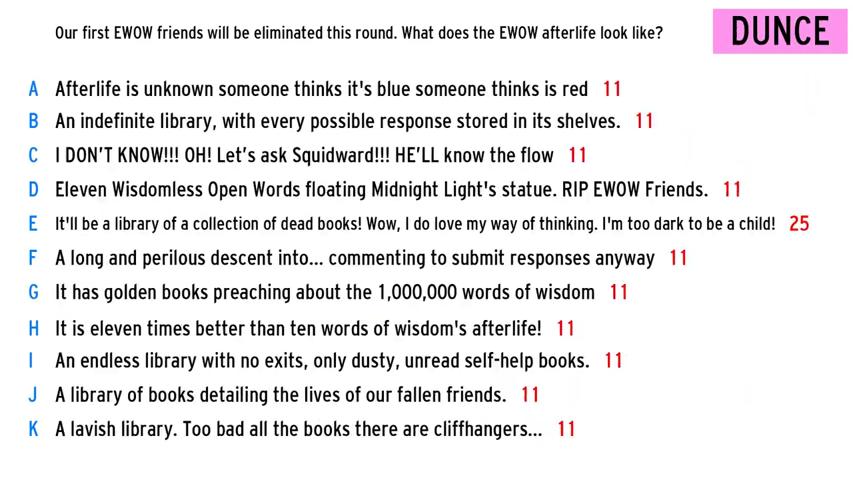 Our first EWOW friends will be eliminated this round. What does the EWOW afterlife look like?
DUNCE
A Afterlife is unknown someone thinks it's blue someone thinks is red 11
B An indefinite library, with every possible response stored in its shelves. 11
C I DON'T KNOW!!! OH! Let's ask Squidward!!! HE'LL know the flow 11
D Eleven Wisdomless Open Words floating Midnight Light's statue. RIP EWOW Friends. 11
E It'll be a library of a collection of dead books! Wow, I do love my way of thinking. I'm too dark to be a child! 25
F A long and perilous descent into... commenting to submit responses anyway 11
G It has golden books preaching about the 1,000,000 words of wisdom 11
H It is eleven times better than ten words of wisdom's afterlife! 11
I An endless library with no exits, only dusty, unread self-help books. 11
J A library of books detailing the lives of our fallen friends. 11
K A lavish library. Too bad all the books there are cliffhangers... 11